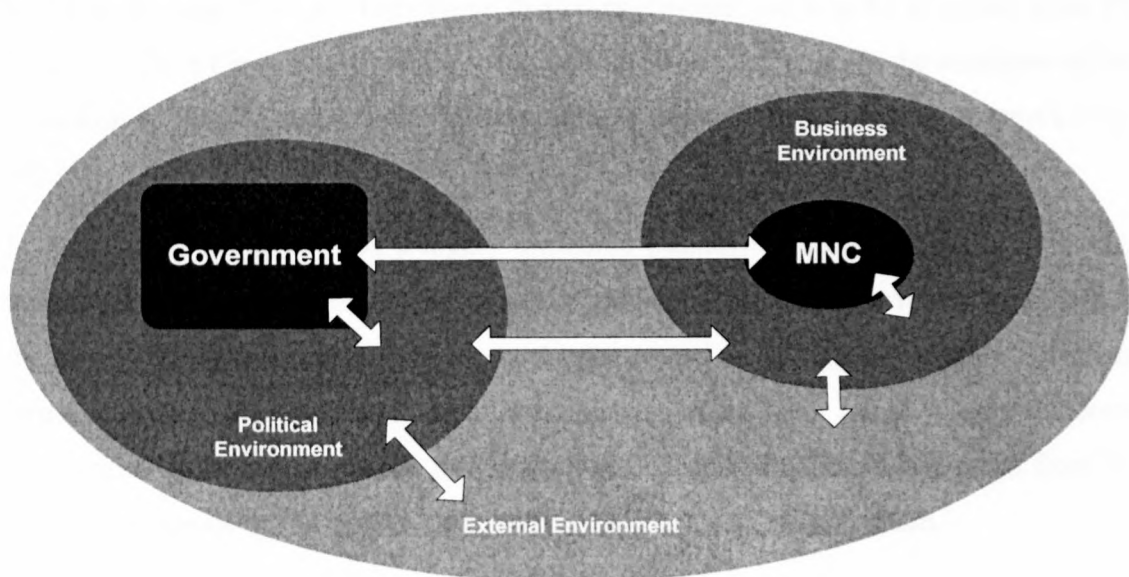 Business
Environment
Government
MNC
Political
Environment
External Environment